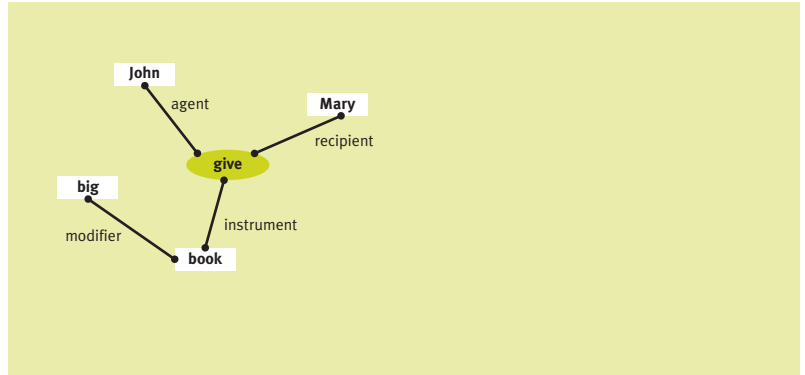 John
agent
Mary
recipient
give
big
modifier
instrument
book